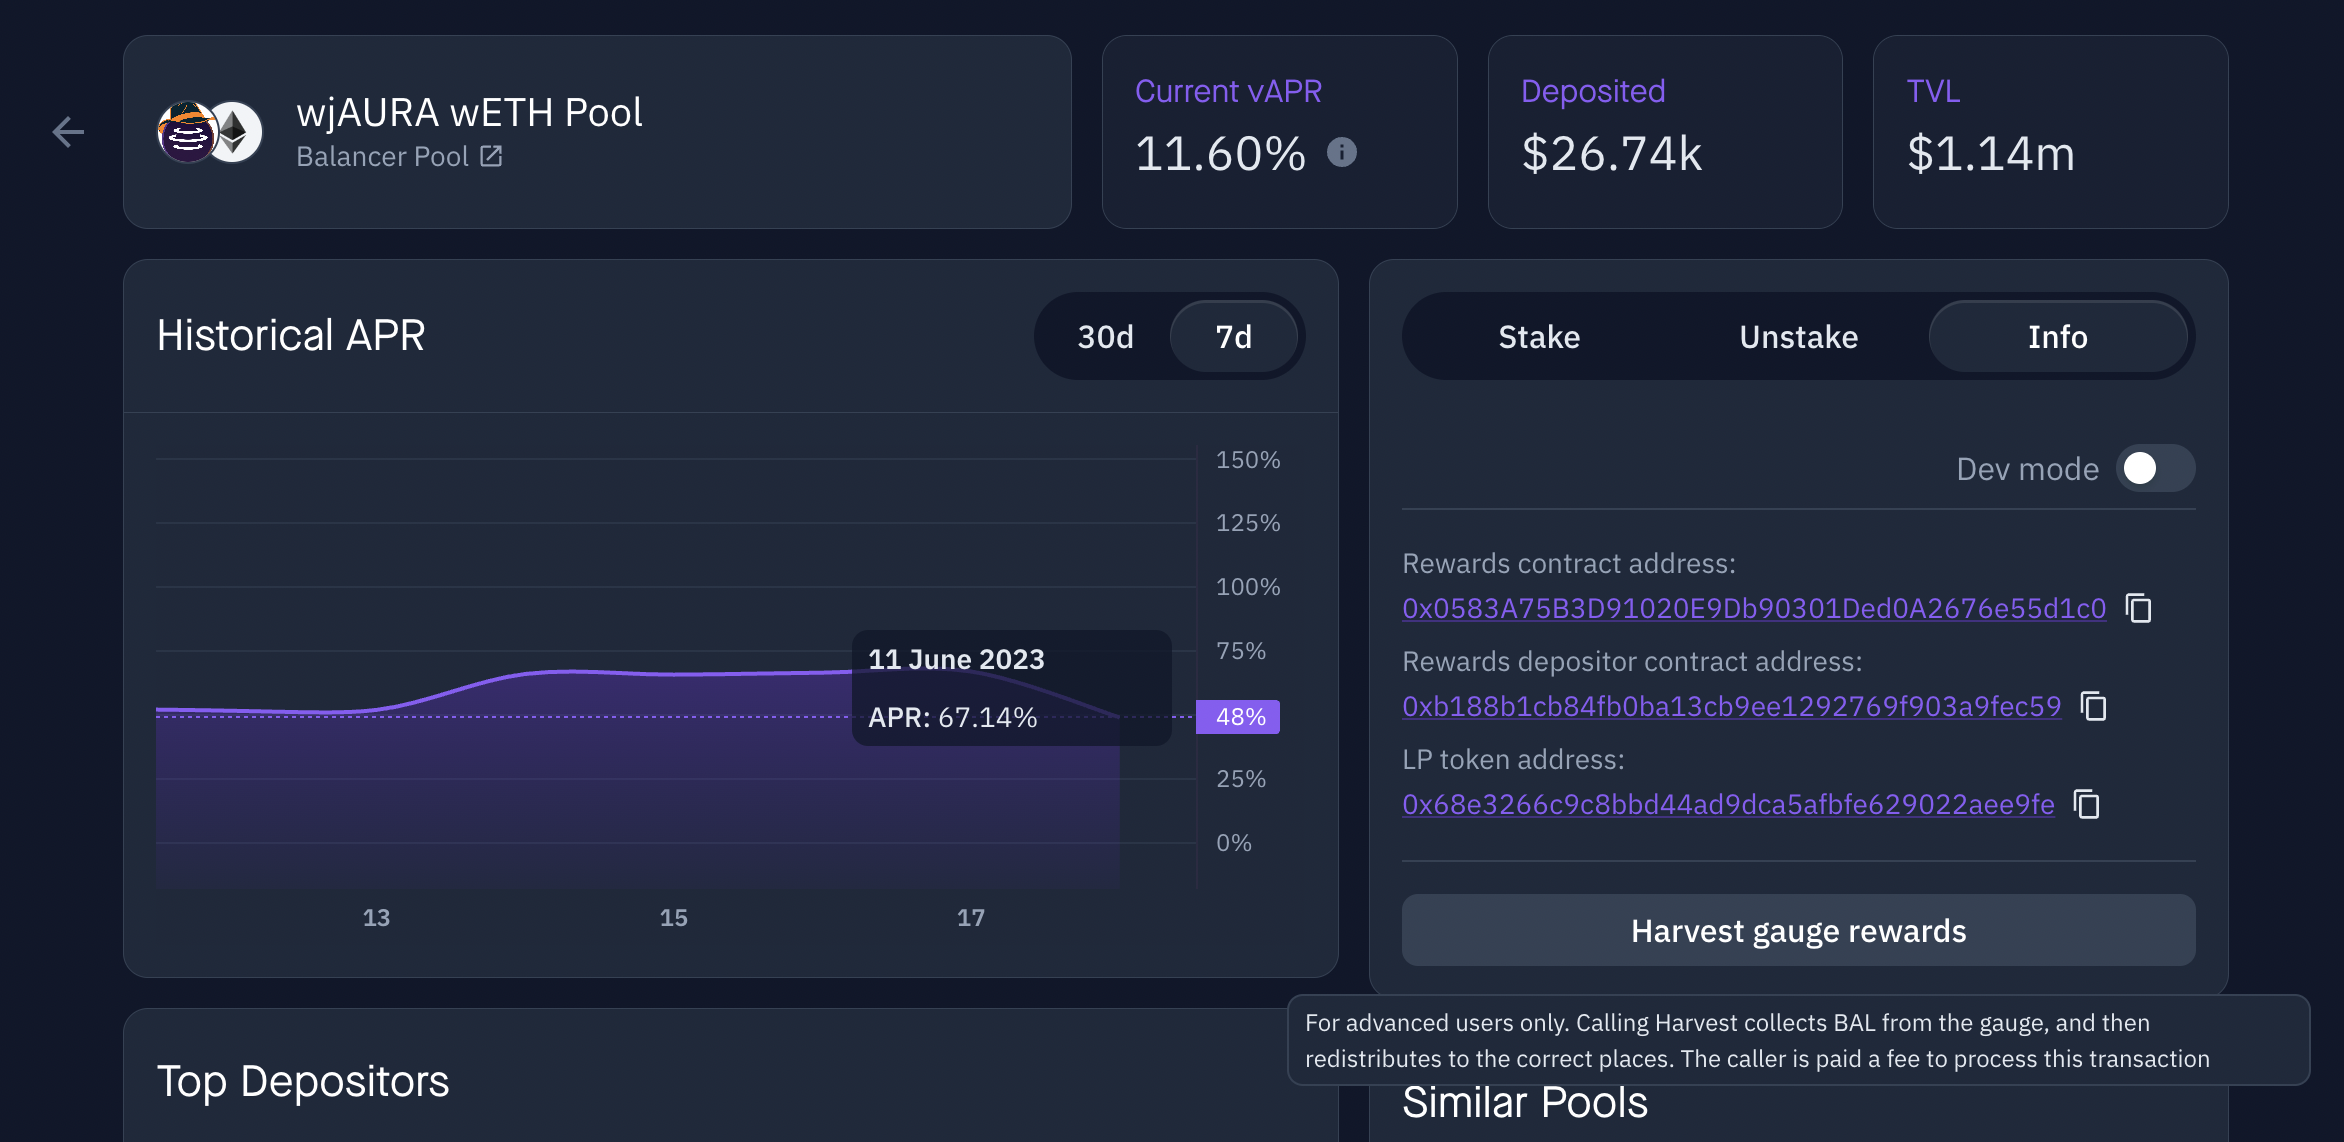 wjAURA wETH Pool
Balancer Pool
Current vAPR
11.60%
Deposited
$26.74k
TVL
$1.14m
Historical APR
30d
7d
150%
125%
100%
75%
48%
25%
0%
11 June 2023
APR: 67.14%
13
15
17
Stake
Unstake
Info
Dev mode
Rewards contract address:
0x0583A75B3D91020E9Db90301Ded0A2676e55d1c0
Rewards depositor contract address:
0xb188b1cb84fb0ba13cb9ee1292769f903a9fec59
LP token address:
0x68e3266c9c8bbd44ad9dca5afbfe629022aee9fe
Harvest gauge rewards
For advanced users only. Calling Harvest collects BAL from the gauge, and then
redistributes to the correct places. The caller is paid a fee to process this transaction
Top Depositors
Similar Pools